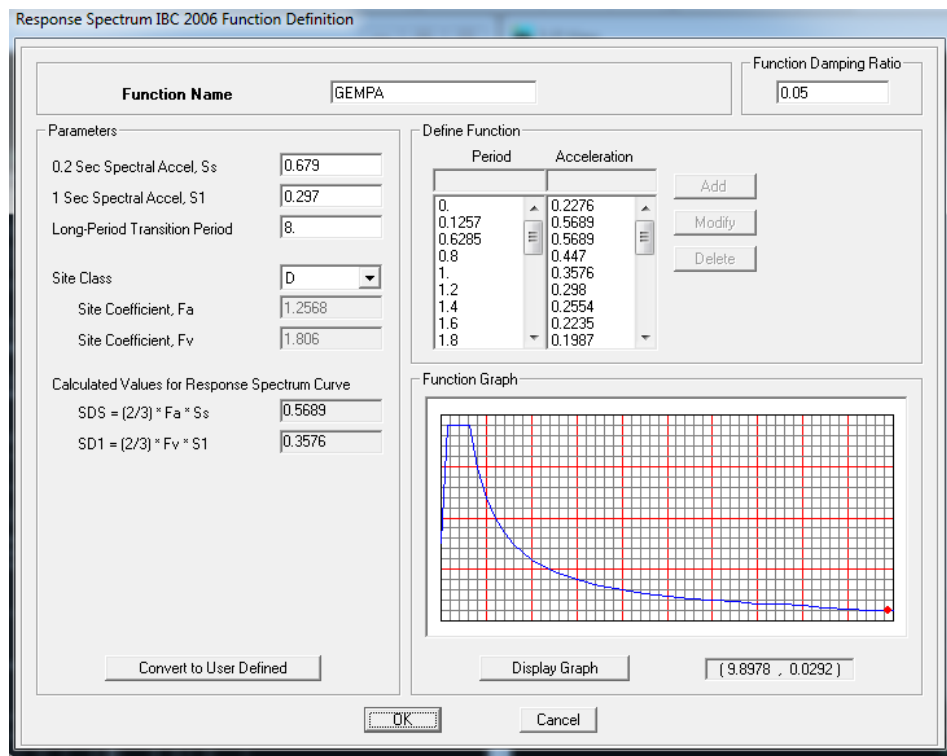 Response Spectrum IBC 2006 Function Definition
Function Name
GEMPA
Function Damping Ratio
0.05
Parameters
0.2 Sec Spectral Accel, Ss
0.679
1 Sec Spectral Accel, S1
0.297
Long-Period Transition Period
8.
Site Class
D
Site Coefficient, Fa
1.2568
Site Coefficient, Fv
1.806
Calculated Values for Response Spectrum Curve
SDS = (2/3) * Fa * Ss
0.5689
SD1 = (2/3) * Fv * S1
0.3576
Convert to User Defined
Define Function
Period Acceleration
0. 0.2276
0.1257 0.5689
0.6285 0.5689
0.8 0.447
1. 0.3576
1.2 0.298
1.4 0.2554
1.6 0.2235
1.8 0.1987
Add
Modify
Delete
Function Graph
Display Graph
(9.8978 , 0.0292)
OK
Cancel